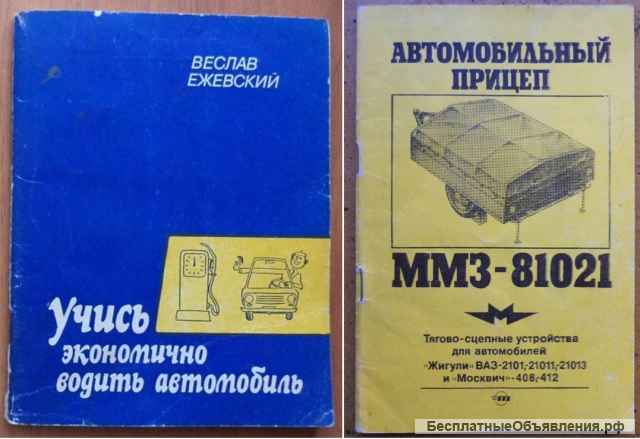 ВЕСЛАВ
ЕЖЕВСКИЙ
Учись
экономично
водить автомобиль
АВТОМОБИЛЬНЫЙ
ПРИЦЕП
ММЗ-81021
Тягово-сцепные устройства
для автомобилей
«Жигули» ВАЗ-2101,-21011,-21013
и «Москвич»-408,-412
БесплатныеОбъявления.рф